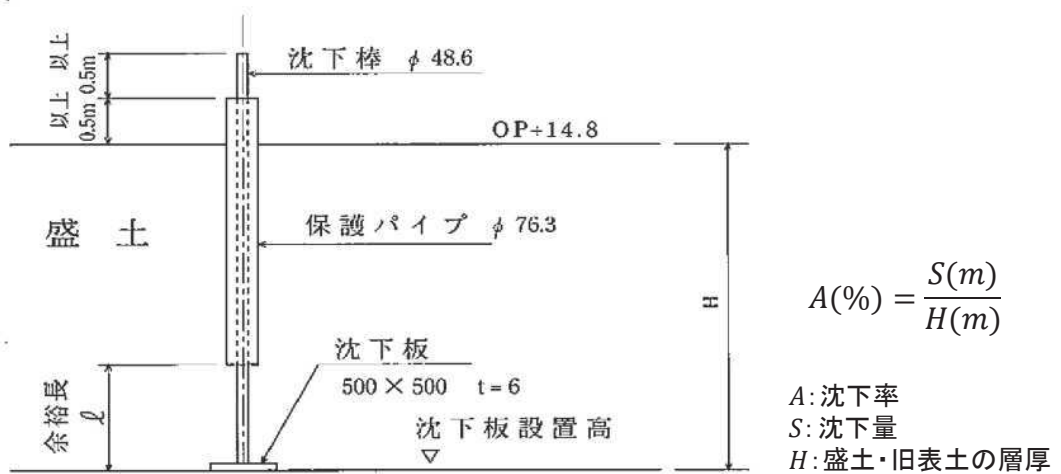 以上 以上
0.5m 0.5m
沈下棒 φ 48.6
OP+14.8
盛 土
保護パイプ φ 76.3
H
A(%) = S(m) / H(m)
沈下板
500 × 500 t = 6
余裕長
ℓ
沈下板設置高
A: 沈下率
S: 沈下量
H: 盛土・旧表土の層厚